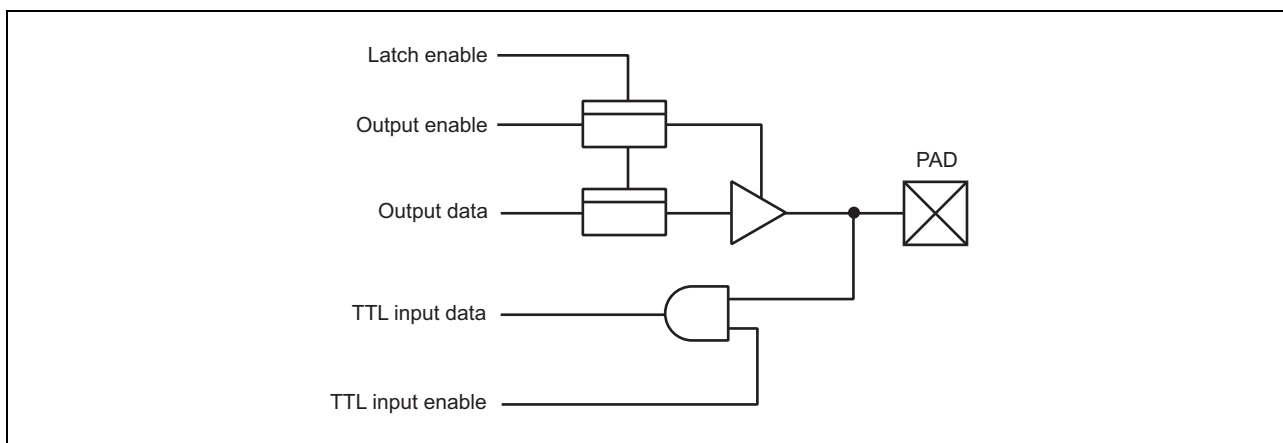 Latch enable
Output enable
PAD
Output data
TTL input data
TTL input enable